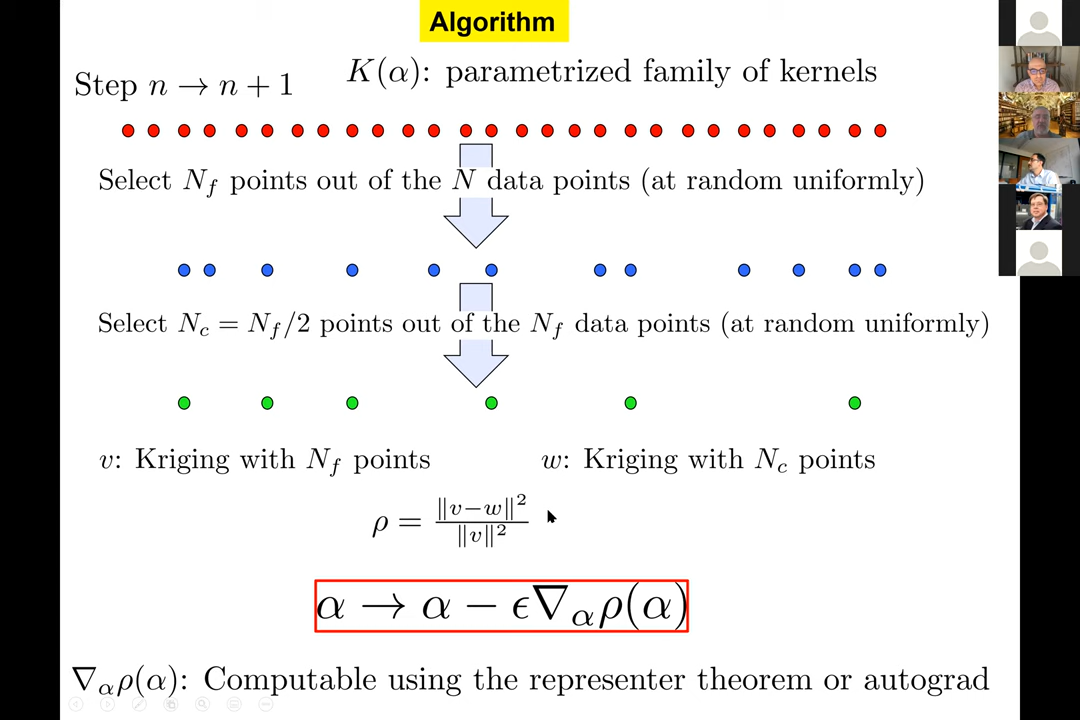 Algorithm
Step n → n + 1
K(α): parametrized family of kernels
Select N_f points out of the N data points (at random uniformly)
Select N_c = N_f/2 points out of the N_f data points (at random uniformly)
v: Kriging with N_f points
w: Kriging with N_c points
ρ = ‖v−w‖² / ‖v‖²
α → α − ϵ∇_αρ(α)
∇_αρ(α): Computable using the representer theorem or autograd